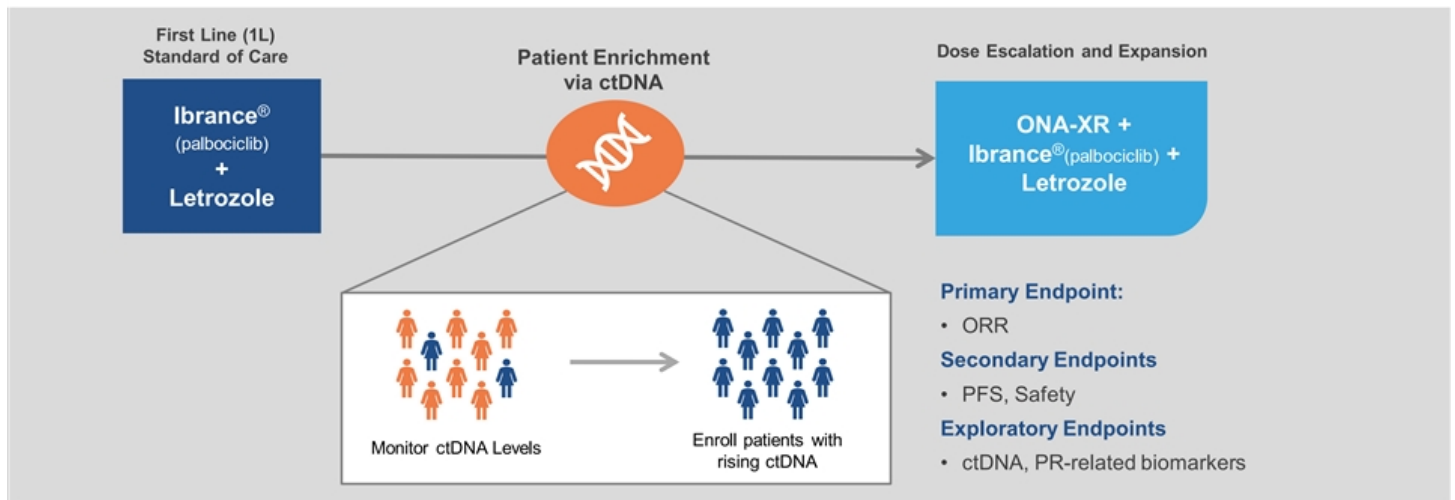 First Line (1L)
Standard of Care
Ibrance®
(palbociclib)
+
Letrozole
Patient Enrichment
via ctDNA
Dose Escalation and Expansion
ONA-XR +
Ibrance®(palbociclib) +
Letrozole
Monitor ctDNA Levels
Enroll patients with
rising ctDNA
Primary Endpoint:
• ORR
Secondary Endpoints
• PFS, Safety
Exploratory Endpoints
• ctDNA, PR-related biomarkers